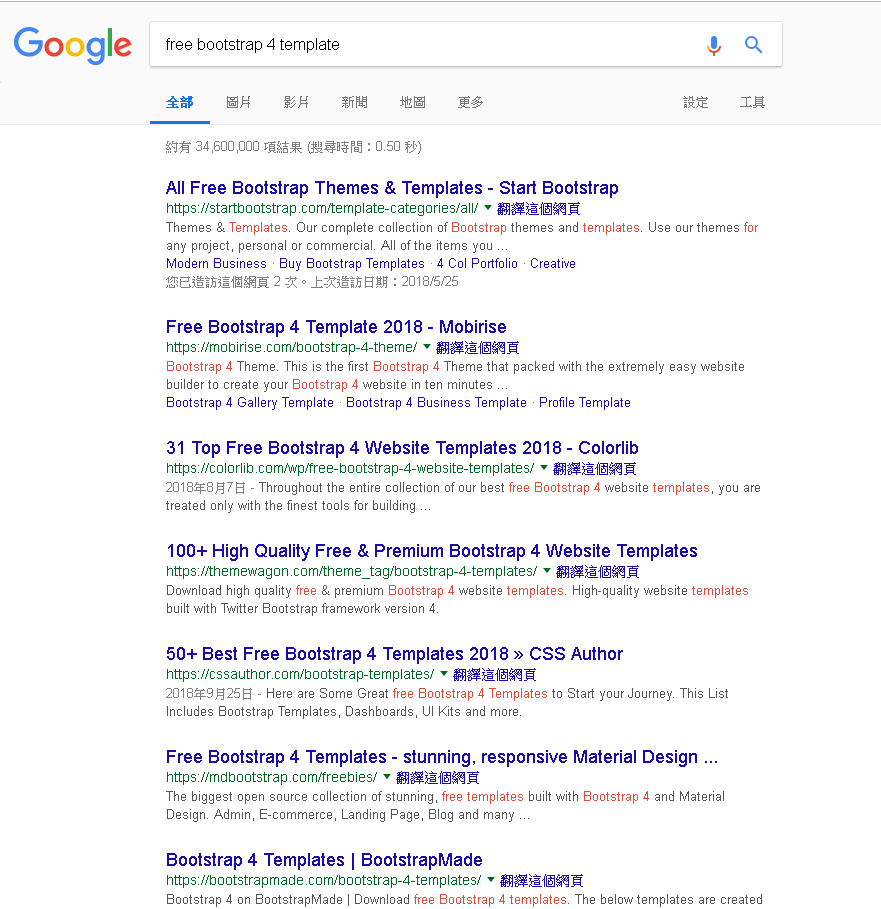 Google
free bootstrap 4 template
全部 圖片 影片 新聞 地圖 更多 設定 工具
約有 34,600,000 項結果 (搜尋時間：0.50 秒)
All Free Bootstrap Themes & Templates - Start Bootstrap
https://startbootstrap.com/template-categories/all/ ▼ 翻譯這個網頁
Themes & Templates. Our complete collection of Bootstrap themes and templates. Use our themes for
any project, personal or commercial. All of the items you ...
Modern Business · Buy Bootstrap Templates · 4 Col Portfolio · Creative
您已造訪這個網頁 2 次。上次造訪日期：2018/5/25
Free Bootstrap 4 Template 2018 - Mobirise
https://mobirise.com/bootstrap-4-theme/ ▼ 翻譯這個網頁
Bootstrap 4 Theme. This is the first Bootstrap 4 Theme that packed with the extremely easy website
builder to create your Bootstrap 4 website in ten minutes ...
Bootstrap 4 Gallery Template · Bootstrap 4 Business Template · Profile Template
31 Top Free Bootstrap 4 Website Templates 2018 - Colorlib
https://colorlib.com/wp/free-bootstrap-4-website-templates/ ▼ 翻譯這個網頁
2018年8月7日 - Throughout the entire collection of our best free Bootstrap 4 website templates, you are
treated only with the finest tools for building ...
100+ High Quality Free & Premium Bootstrap 4 Website Templates
https://themewagon.com/theme_tag/bootstrap-4-templates/ ▼ 翻譯這個網頁
Download high quality free & premium Bootstrap 4 website templates. High-quality website templates
built with Twitter Bootstrap framework version 4.
50+ Best Free Bootstrap 4 Templates 2018 » CSS Author
https://cssauthor.com/bootstrap-templates/ ▼ 翻譯這個網頁
2018年9月25日 - Here are Some Great free Bootstrap 4 Templates to Start your Journey. This List
Includes Bootstrap Templates, Dashboards, UI Kits and more.
Free Bootstrap 4 Templates - stunning, responsive Material Design ...
https://mdbootstrap.com/freebies/ ▼ 翻譯這個網頁
The biggest open source collection of stunning, free templates built with Bootstrap 4 and Material
Design. Admin, E-commerce, Landing Page, Blog and many ...
Bootstrap 4 Templates | BootstrapMade
https://bootstrapmade.com/bootstrap-4-templates/ ▼ 翻譯這個網頁
Bootstrap 4 on BootstrapMade | Download free Bootstrap 4 templates. The below templates are created